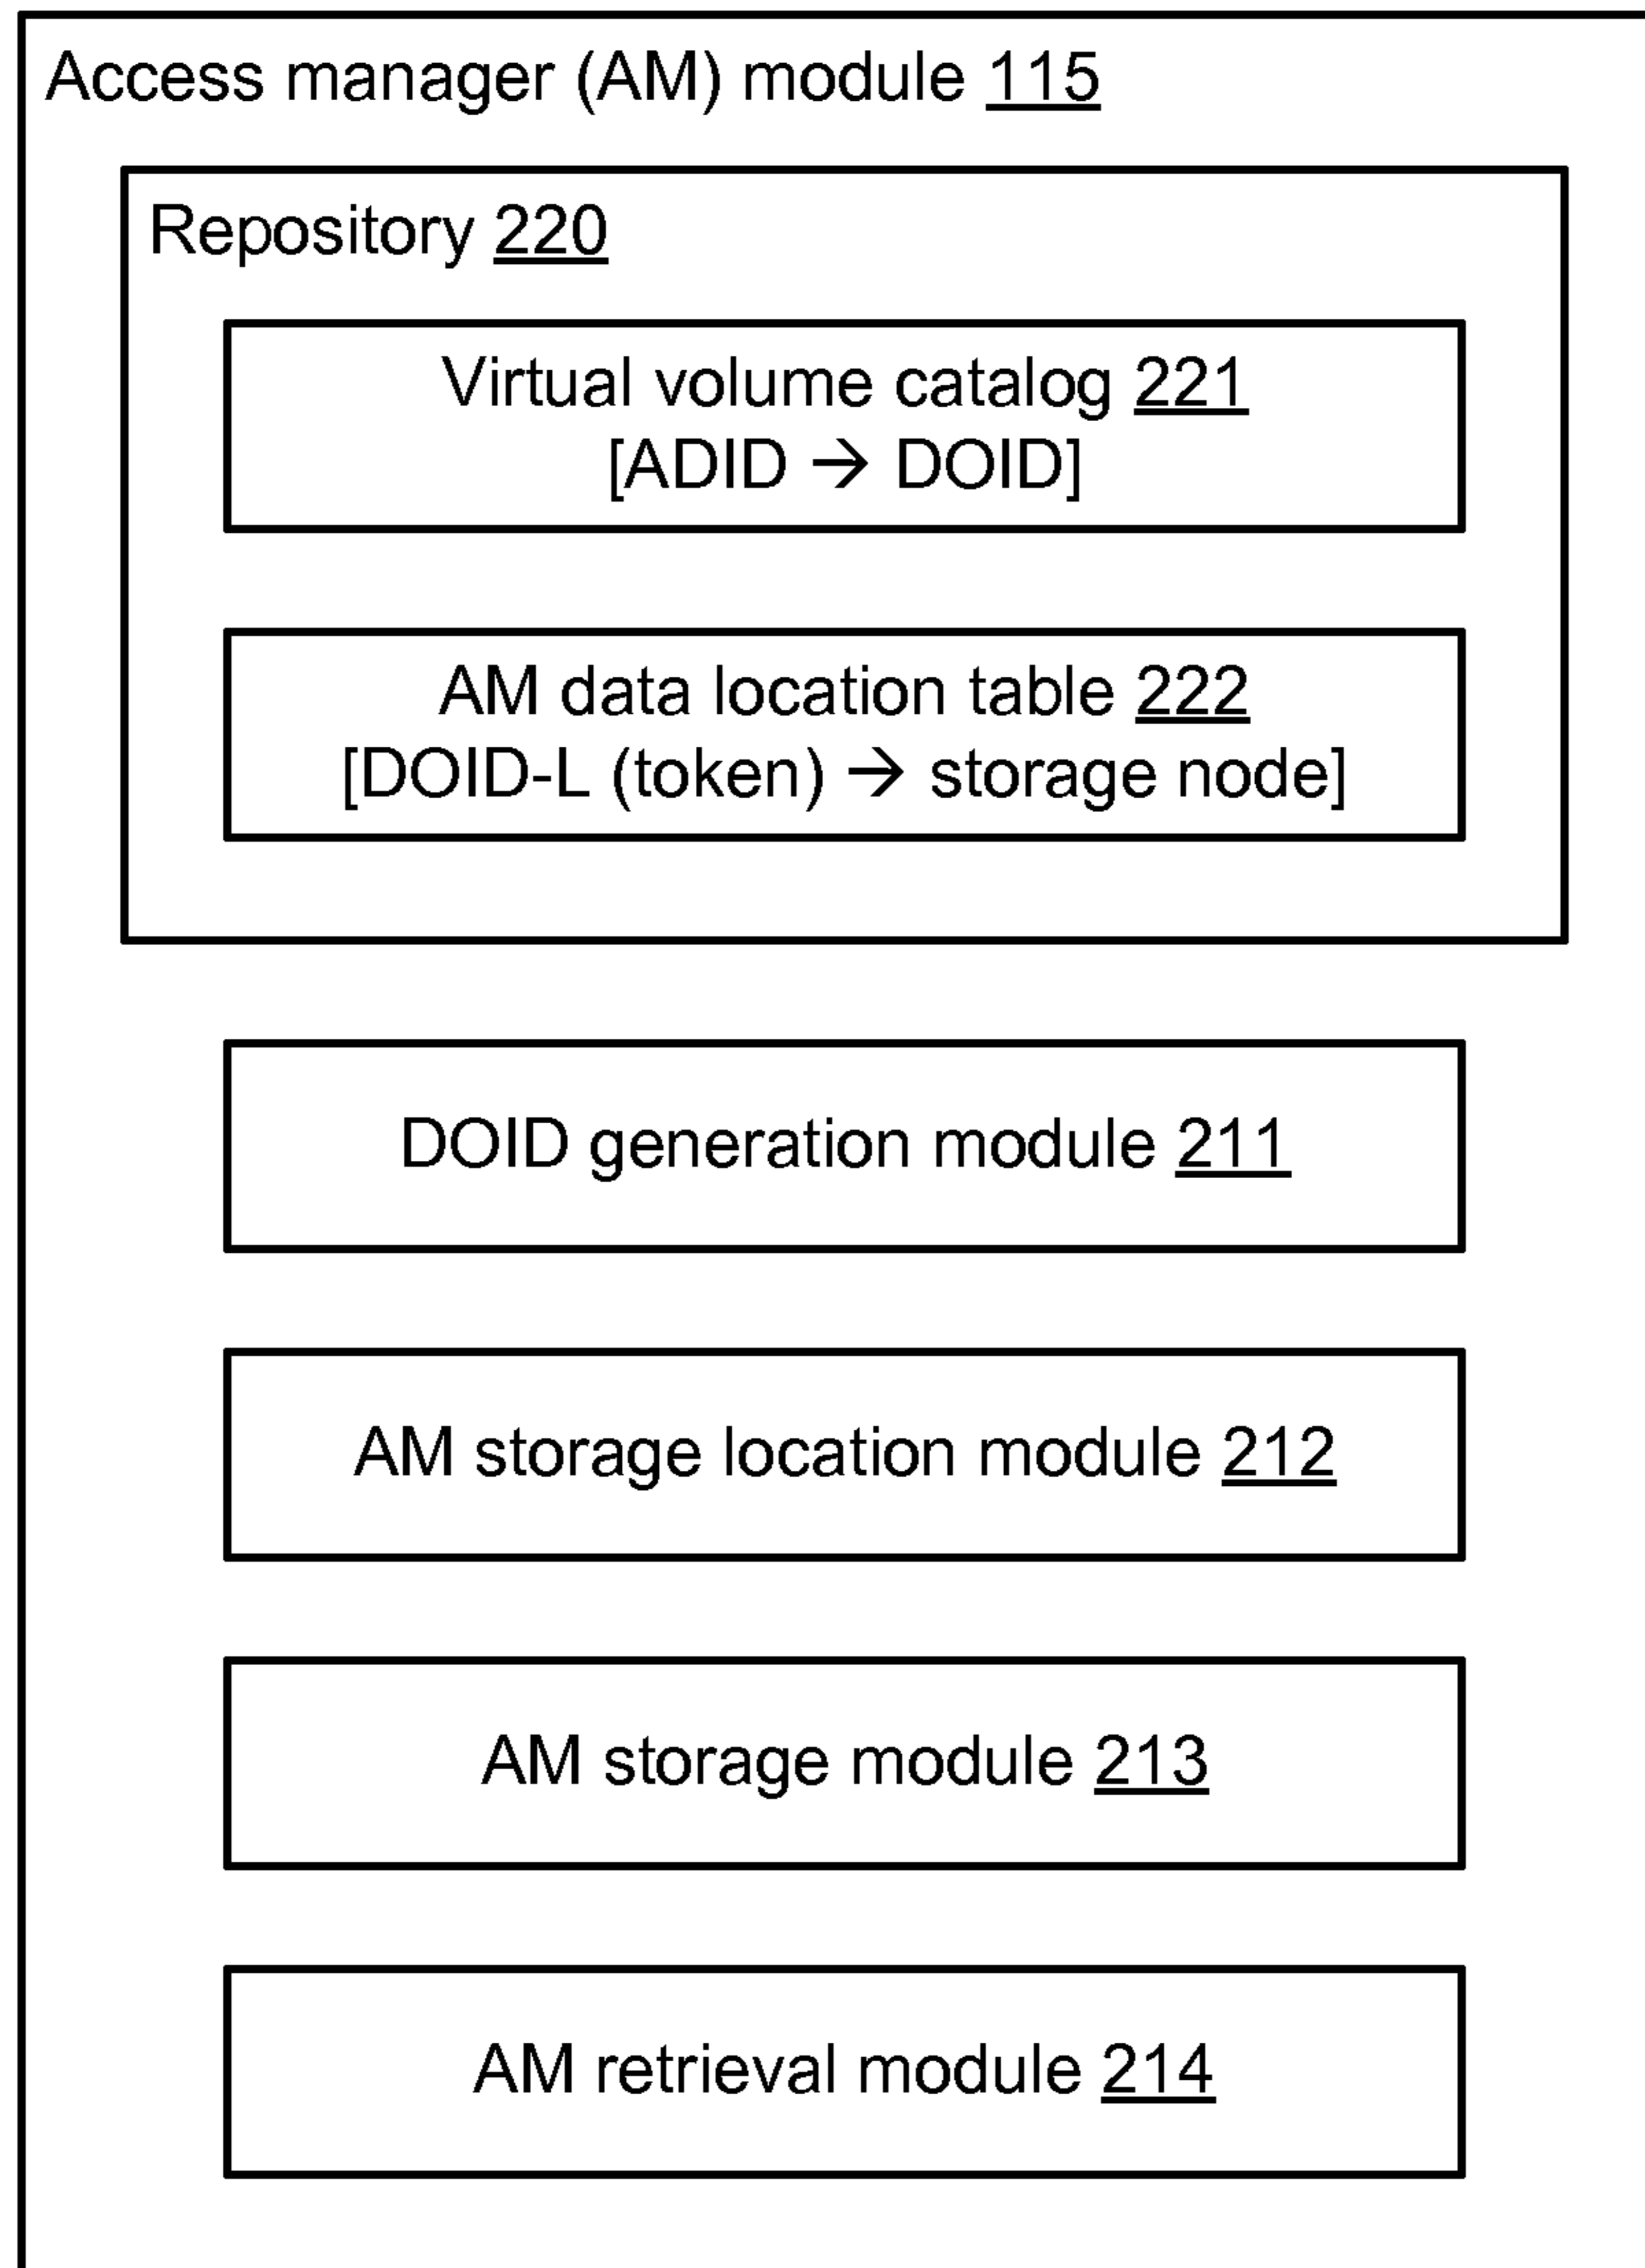 Access manager (AM) module 115
Repository 220
Virtual volume catalog 221
[ADID → DOID]
AM data location table 222
[DOID-L (token) → storage node]
DOID generation module 211
AM storage location module 212
AM storage module 213
AM retrieval module 214